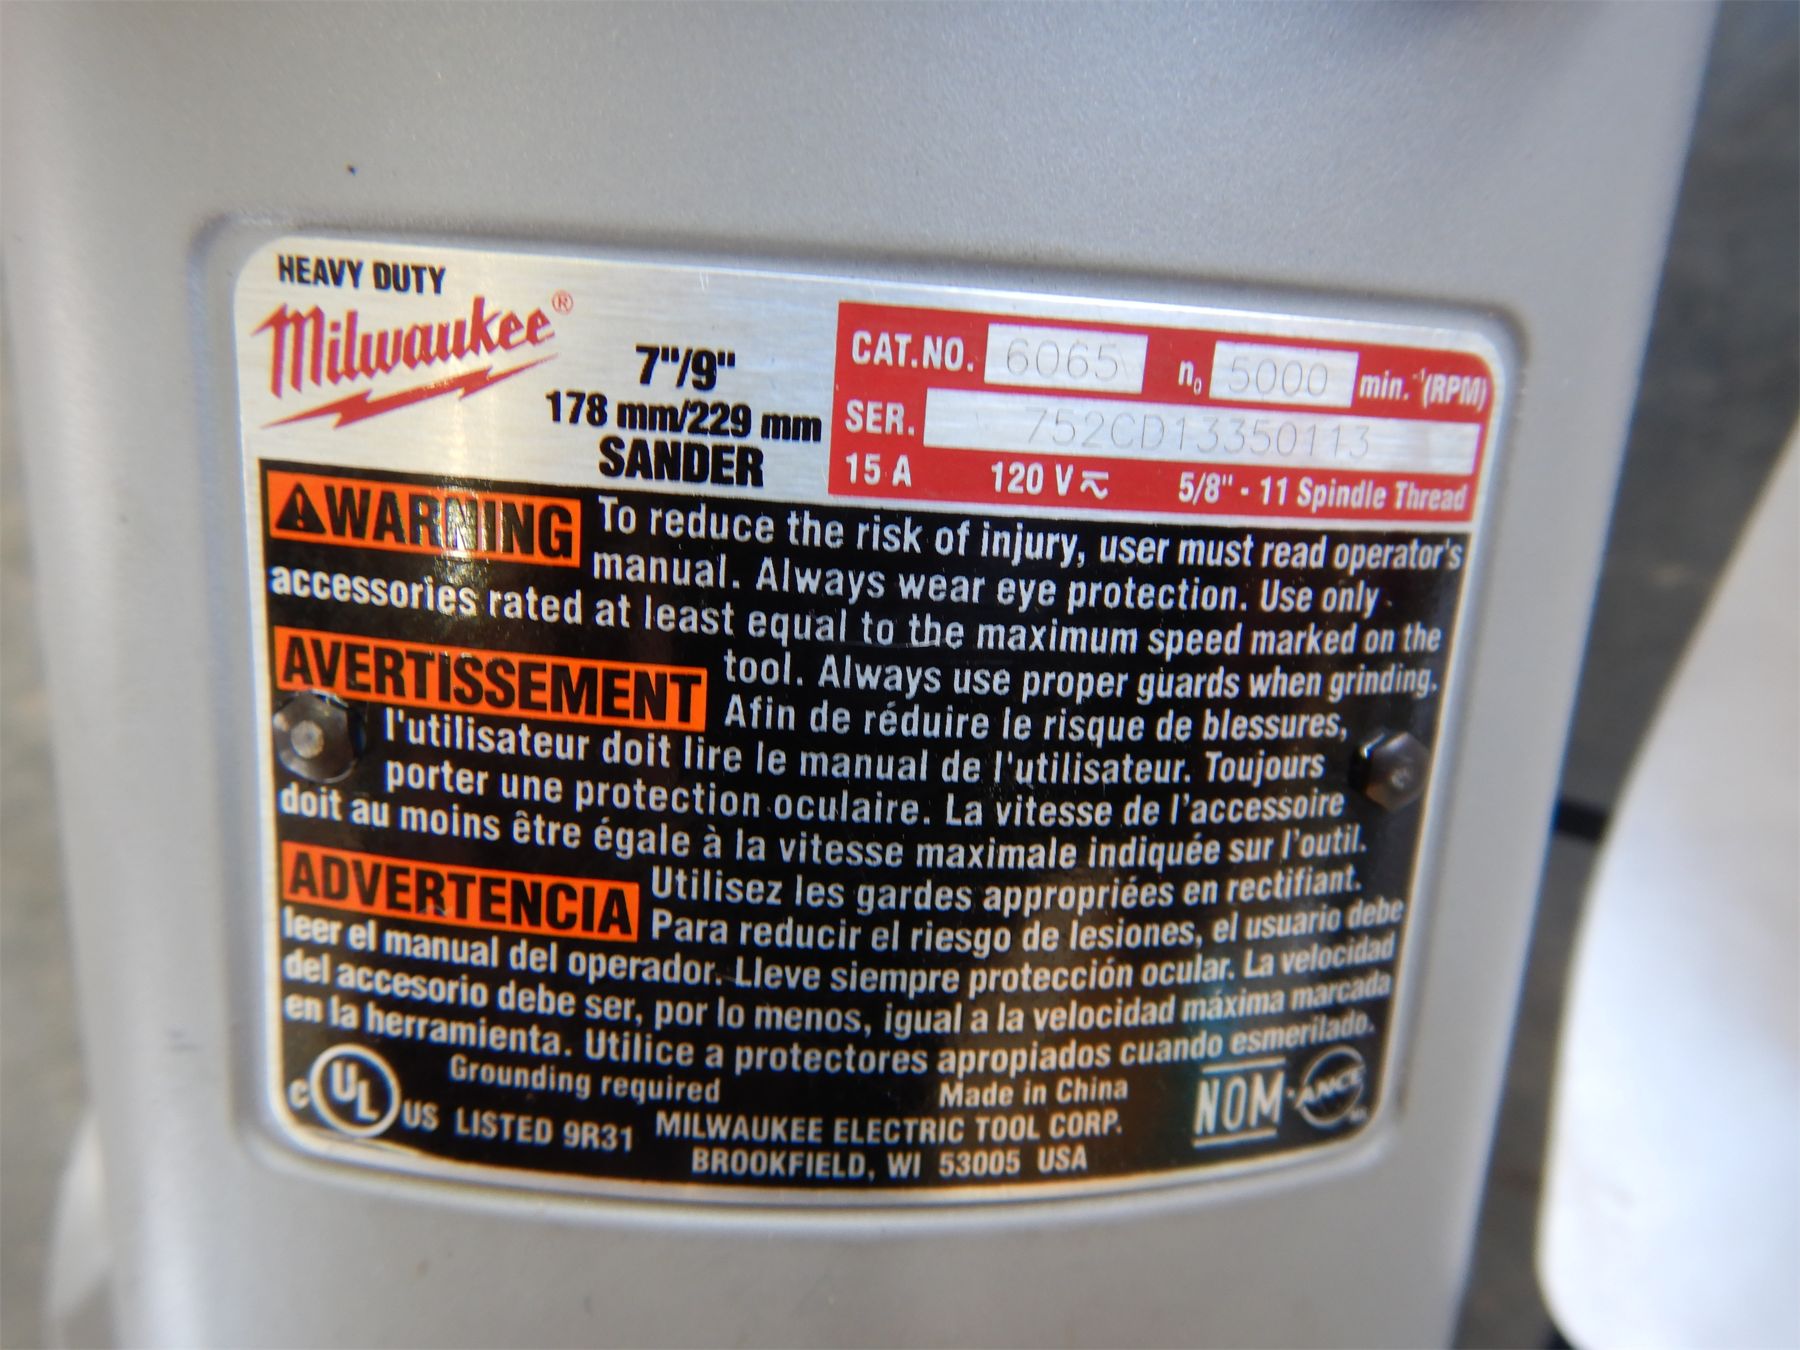 HEAVY DUTY
Milwaukee®
7"/9"
178 mm/229 mm
SANDER
CAT.NO. 6065 n₀ 5000 min.⁻¹(RPM)
SER. 752CD13350113
15 A 120 V⎓∼ 5/8" - 11 Spindle Thread
⚠WARNING To reduce the risk of injury, user must read operator's
manual. Always wear eye protection. Use only
accessories rated at least equal to the maximum speed marked on the
tool. Always use proper guards when grinding.
AVERTISSEMENT Afin de réduire le risque de blessures,
l'utilisateur doit lire le manual de l'utilisateur. Toujours
porter une protection oculaire. La vitesse de l'accessoire
doit au moins être égale à la vitesse maximale indiquée sur l'outil.
Utilisez les gardes appropriées en rectifiant.
ADVERTENCIA Para reducir el riesgo de lesiones, el usuario debe
leer el manual del operador. Lleve siempre protección ocular. La velocidad
del accesorio debe ser, por lo menos, igual a la velocidad máxima marcada
en la herramienta. Utilice a protectores apropiados cuando esmerilado.
Grounding required Made in China
C UL US LISTED 9R31 MILWAUKEE ELECTRIC TOOL CORP.
BROOKFIELD, WI 53005 USA
NOM-ANCE